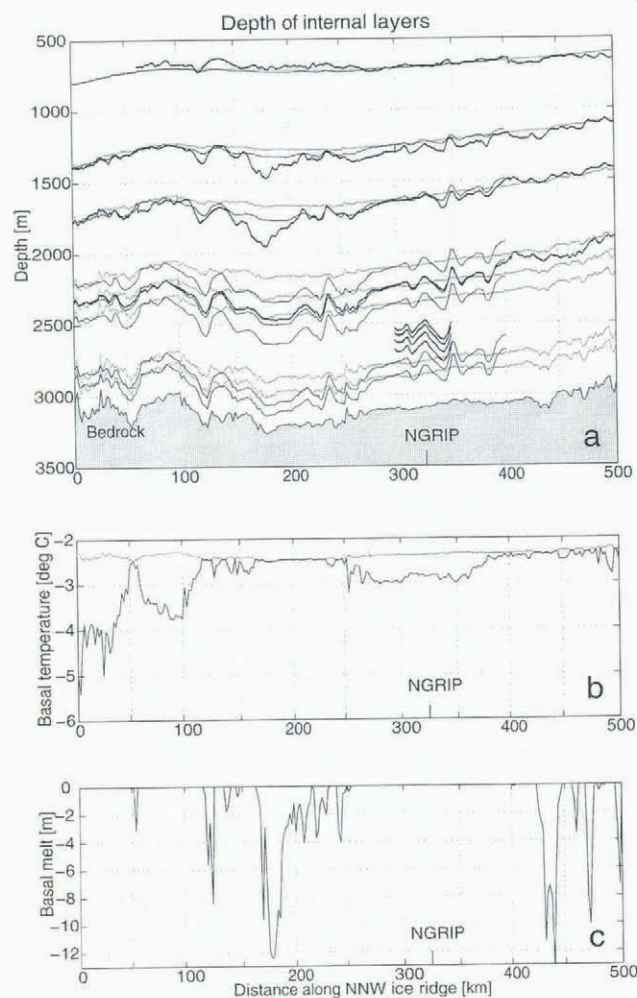 Depth of internal layers
500
1000
1500
2000
2500
3000
3500
Depth [m]
Bedrock
NGRIP
a
0 100 200 300 400 500
-2
-3
-4
-5
-6
Basal temperature [deg C]
NGRIP
b
0 100 200 300 400 500
0
-2
-4
-6
-8
-10
-12
Basal melt [m]
NGRIP
c
0 100 200 300 400 500
Distance along NNW ice ridge [km]